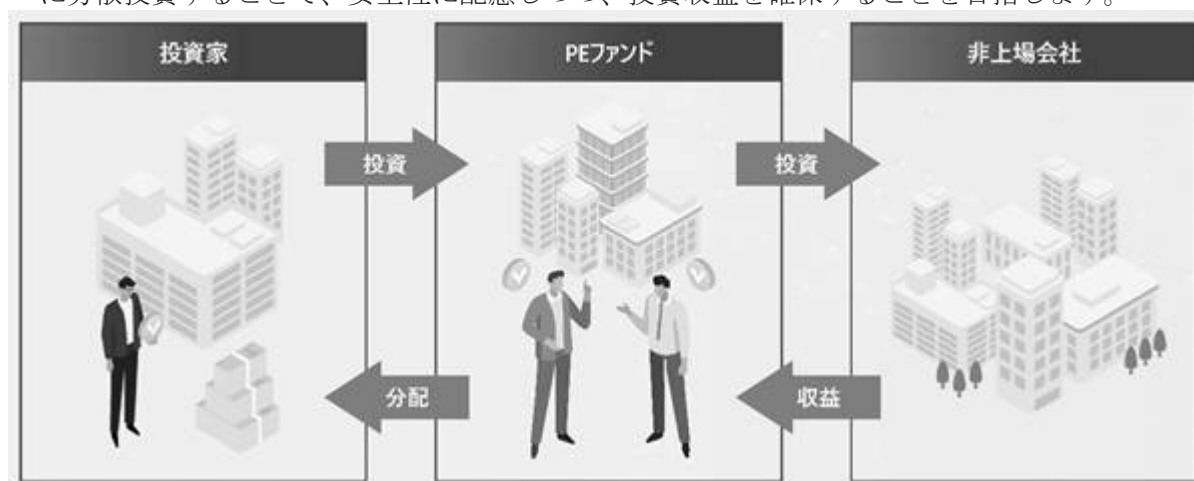 に分散投資することで、安全性に配慮しつつ、投資収益を確保することを目指します。
投資家
PEファンド
非上場会社
投資
投資
分配
収益